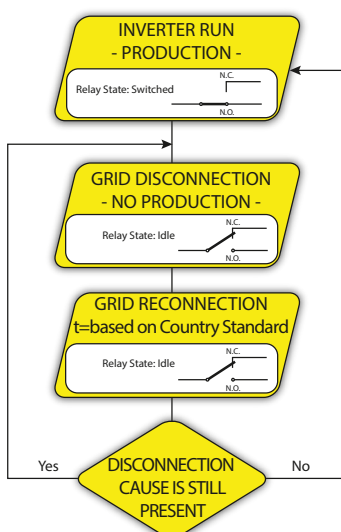 INVERTER RUN
- PRODUCTION -
N.C.
Relay State: Switched
N.O.
GRID DISCONNECTION
- NO PRODUCTION -
N.C.
Relay State: Idle
N.O.
GRID RECONNECTION
t=based on Country Standard
N.C.
Relay State: Idle
N.O.
Yes
No
DISCONNECTION
CAUSE IS STILL
PRESENT